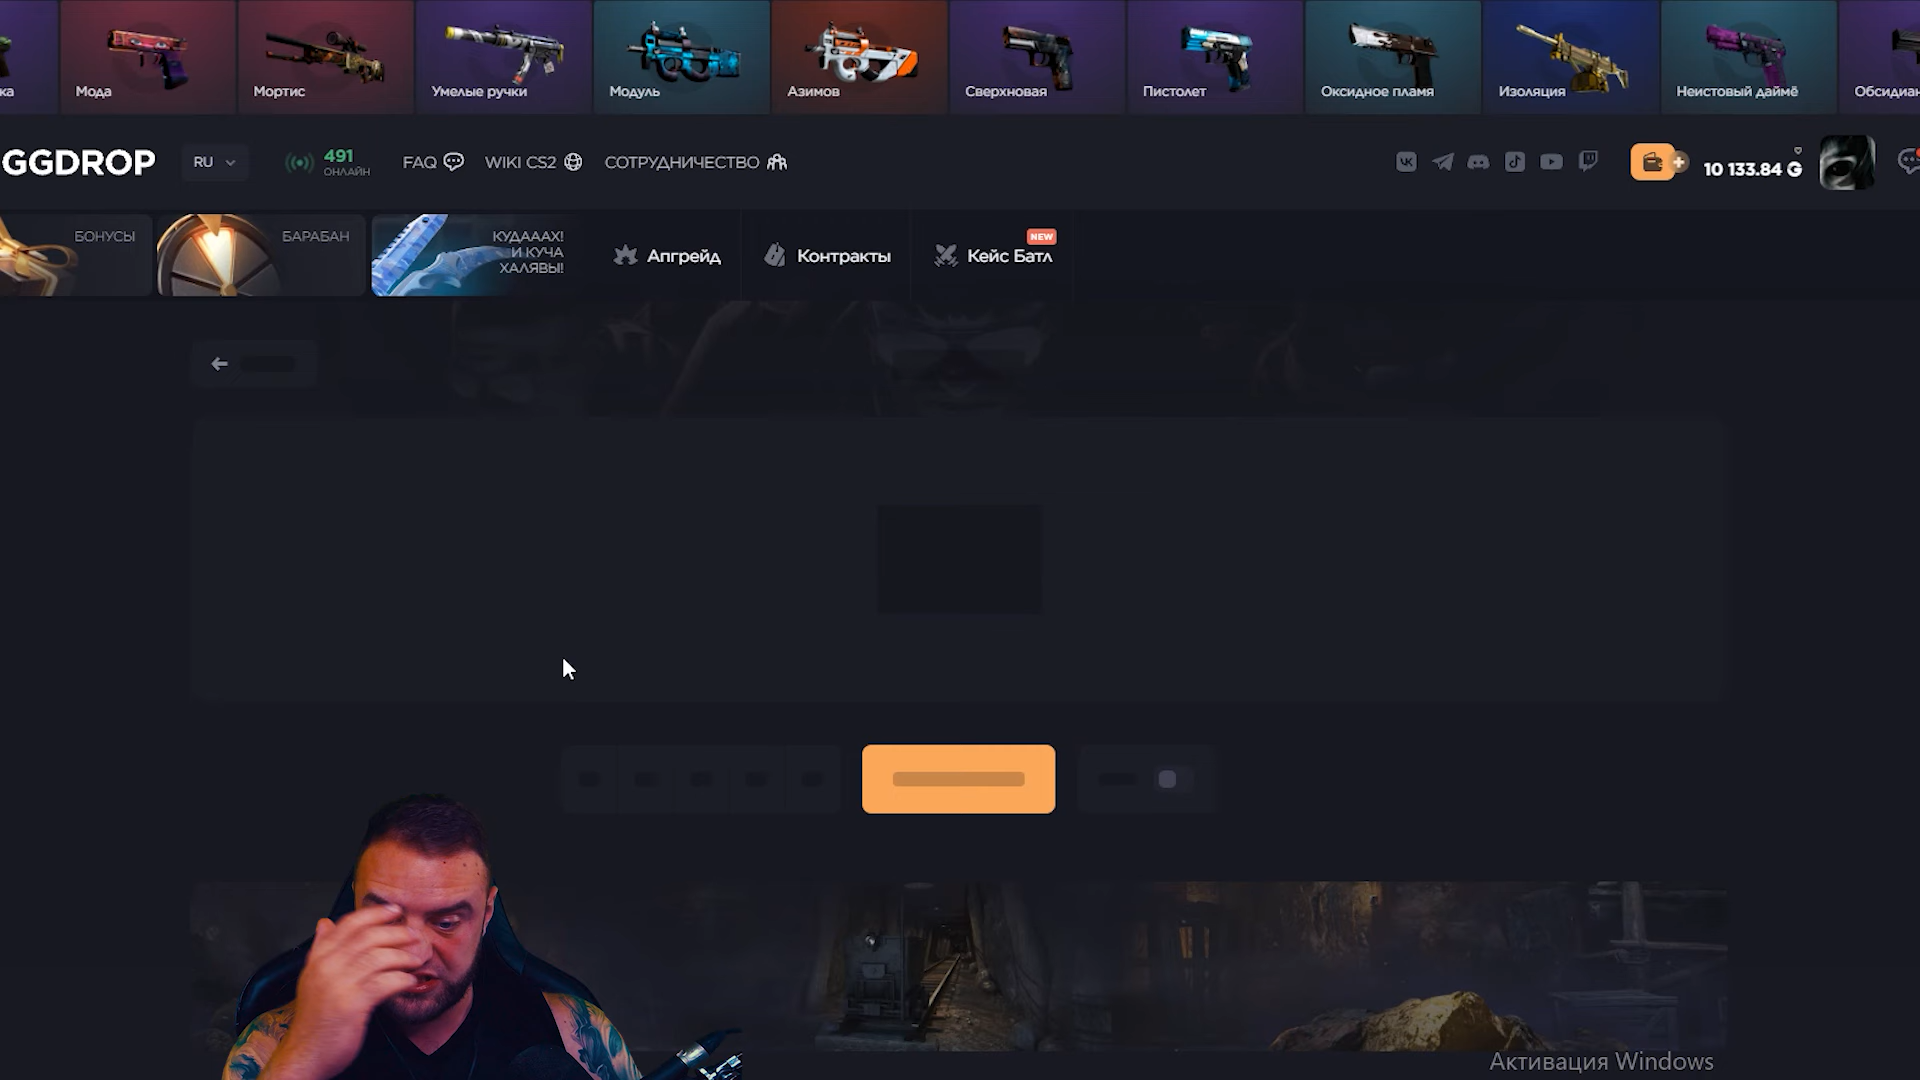 ка
Мода
Мортис
Умелые ручки
Модуль
Азимов
Сверхновая
Пистолет
Оксидное пламя
Изоляция
Неистовый даймё
Обсидиан
GGDROP
RU
491
ОНЛАЙН
FAQ
WIKI CS2
СОТРУДНИЧЕСТВО
10 133.84 G
БОНУСЫ
БАРАБАН
КУДАААХ!
И КУЧА
ХАЛЯВЫ!
Апгрейд
Контракты
Кейс Батл
NEW
Активация Windows